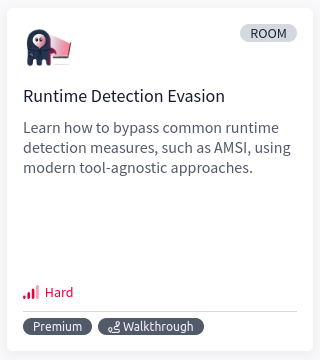 ROOM
Runtime Detection Evasion
Learn how to bypass common runtime
detection measures, such as AMSI, using
modern tool-agnostic approaches.
Hard
Premium
Walkthrough